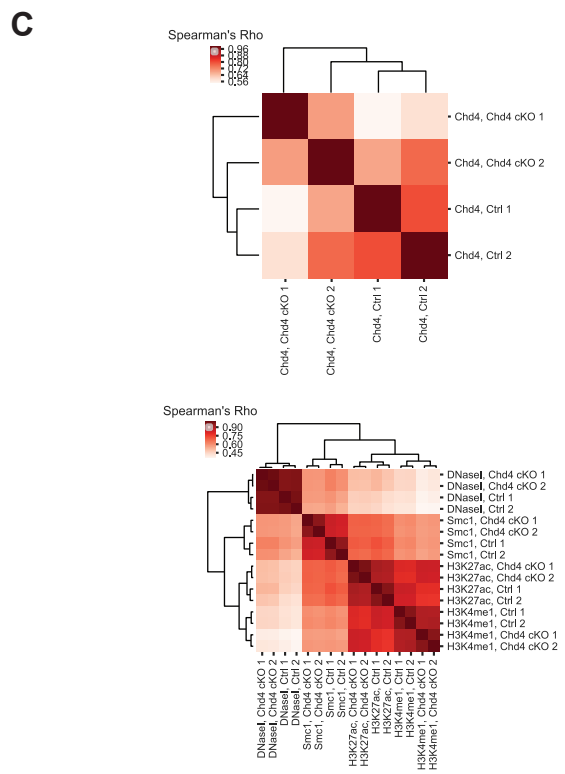 C
Spearman's Rho
0.96
0.88
0.80
0.72
0.64
0.56
Chd4, Chd4 cKO 1
Chd4, Chd4 cKO 2
Chd4, Ctrl 1
Chd4, Ctrl 2
Chd4, Chd4 cKO 1
Chd4, Chd4 cKO 2
Chd4, Ctrl 1
Chd4, Ctrl 2
Spearman's Rho
0.90
0.75
0.60
0.45
DNaseI, Chd4 cKO 1
DNaseI, Chd4 cKO 2
DNaseI, Ctrl 1
DNaseI, Ctrl 2
Smc1, Chd4 cKO 1
Smc1, Chd4 cKO 2
Smc1, Ctrl 1
Smc1, Ctrl 2
H3K27ac, Chd4 cKO 1
H3K27ac, Chd4 cKO 2
H3K27ac, Ctrl 1
H3K27ac, Ctrl 2
H3K4me1, Ctrl 1
H3K4me1, Ctrl 2
H3K4me1, Chd4 cKO 1
H3K4me1, Chd4 cKO 2
DNaseI, Chd4 cKO 1
DNaseI, Chd4 cKO 2
DNaseI, Ctrl 1
DNaseI, Ctrl 2
Smc1, Chd4 cKO 1
Smc1, Chd4 cKO 2
Smc1, Ctrl 1
Smc1, Ctrl 2
H3K27ac, Chd4 cKO 1
H3K27ac, Chd4 cKO 2
H3K27ac, Ctrl 1
H3K27ac, Ctrl 2
H3K4me1, Ctrl 1
H3K4me1, Ctrl 2
H3K4me1, Chd4 cKO 1
H3K4me1, Chd4 cKO 2